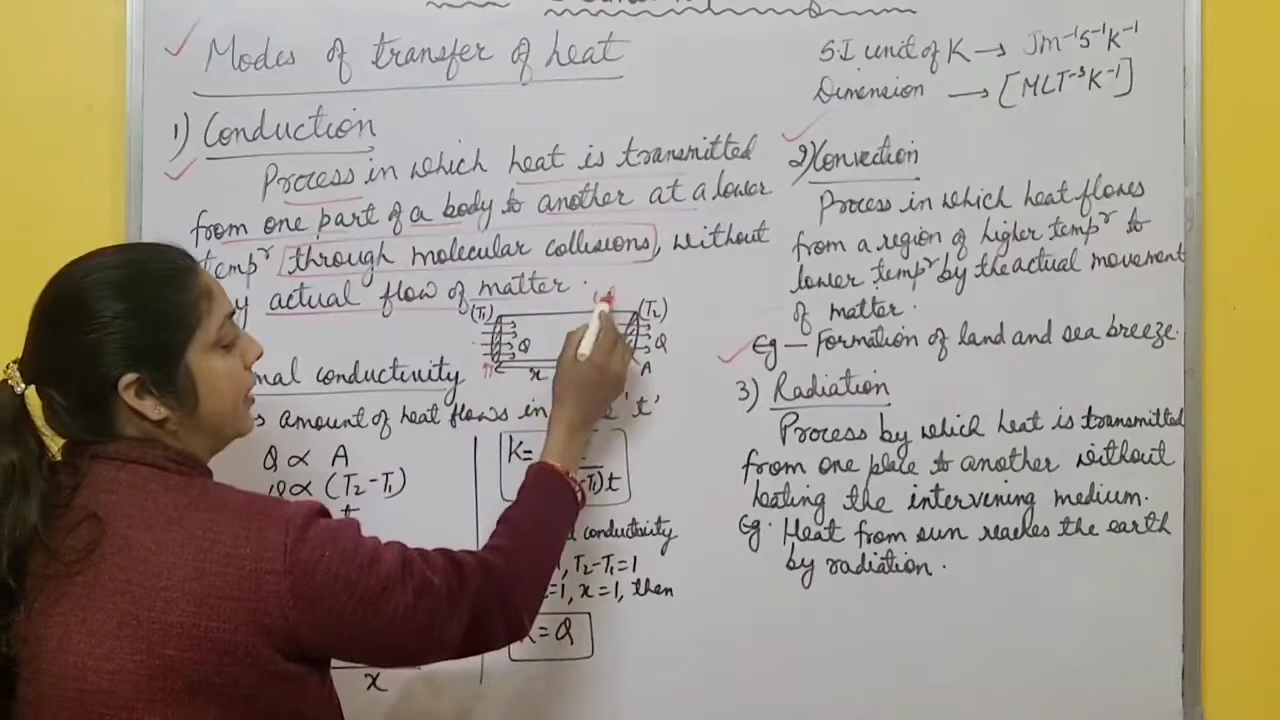 Modes of transfer of heat
1) Conduction
Process in which heat is transmitted
from one part of a body to another at a lower
tempʳ through molecular collisions, without
actual flow of matter.
(T1) (T2)
Q Q
x A
conductivity
amount of heat flows in 't'
Q ∝ A
Q ∝ (T2-T1)
t
x
K=
-T1)t
conductivity
, T2-T1=1
=1, x=1, then
K=Q
S.I unit of K → Jm⁻¹S⁻¹K⁻¹
Dimension → [MLT⁻³K⁻¹]
2) Convection
Process in which heat flows
from a region of higher tempʳ to
lower tempʳ by the actual movement
of matter.
Eg — Formation of land and sea breeze.
3) Radiation
Process by which heat is transmitted
from one place to another without
heating the intervening medium.
Eg. Heat from sun reaches the earth
by radiation.